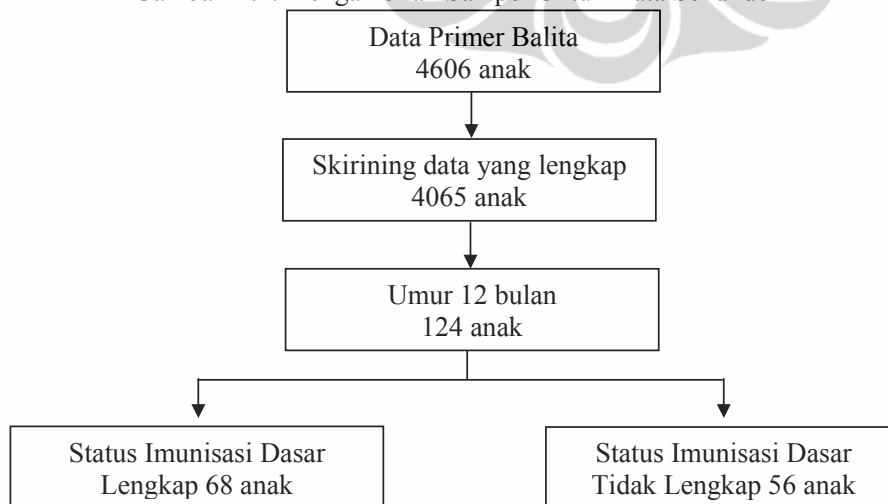 Data Primer Balita
4606 anak
Skirining data yang lengkap
4065 anak
Umur 12 bulan
124 anak
Status Imunisasi Dasar
Lengkap 68 anak
Status Imunisasi Dasar
Tidak Lengkap 56 anak